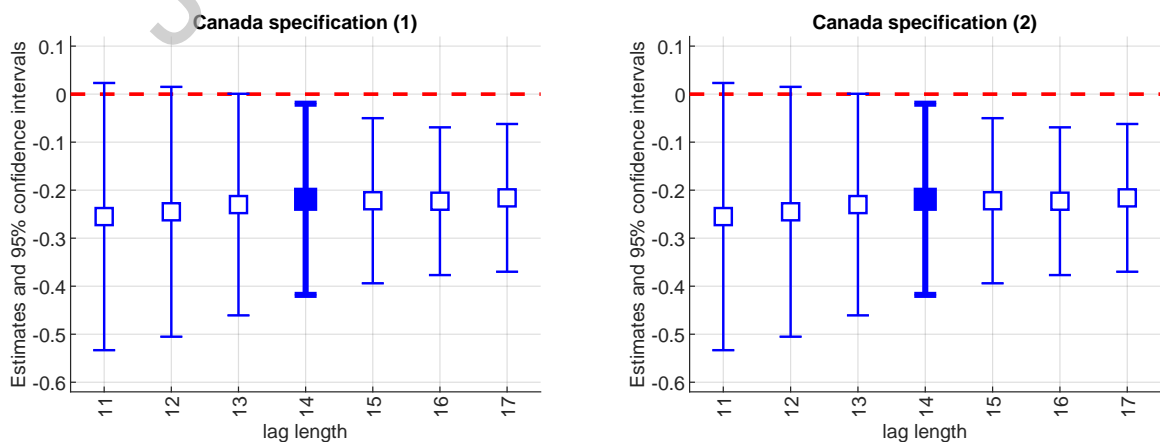 Canada specification (1)
Estimates and 95% confidence intervals
0.1
0
-0.1
-0.2
-0.3
-0.4
-0.5
-0.6
11 12 13 14 15 16 17
lag length
Canada specification (2)
Estimates and 95% confidence intervals
0.1
0
-0.1
-0.2
-0.3
-0.4
-0.5
-0.6
11 12 13 14 15 16 17
lag length